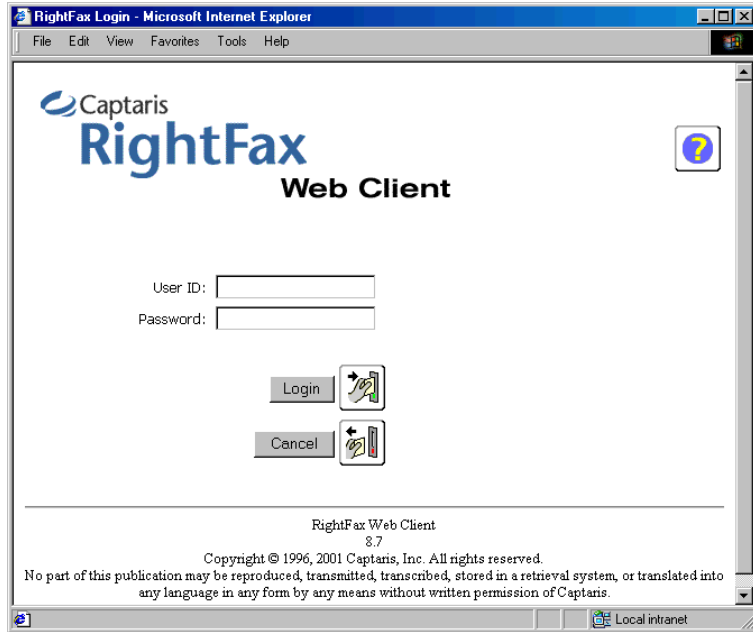 RightFax Login - Microsoft Internet Explorer
File Edit View Favorites Tools Help
Captaris
RightFax
Web Client
?
User ID:
Password:
Login
Cancel
RightFax Web Client
8.7
Copyright © 1996, 2001 Captaris, Inc. All rights reserved.
No part of this publication may be reproduced, transmitted, transcribed, stored in a retrieval system, or translated into
any language in any form by any means without written permission of Captaris.
Local intranet